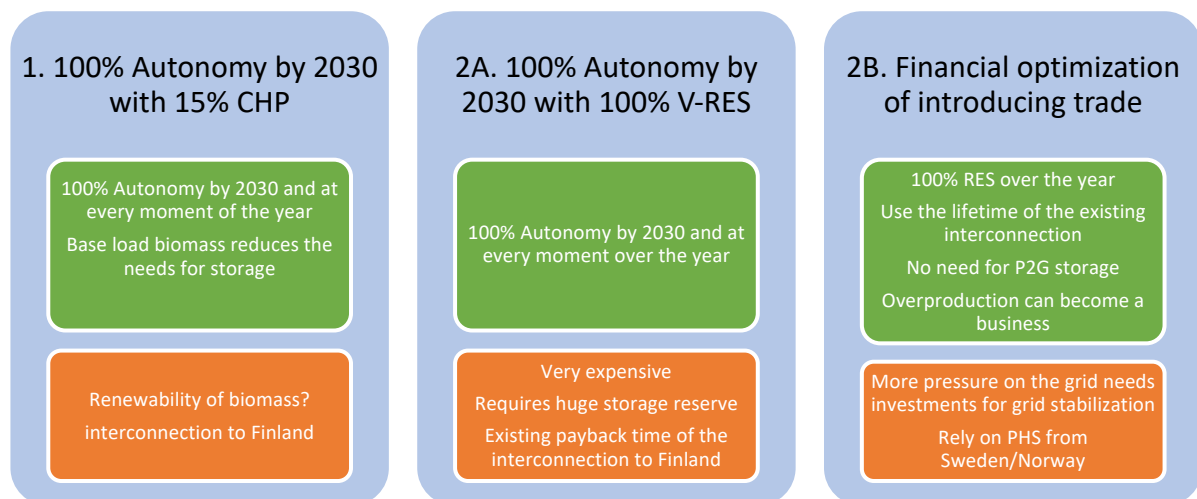 1. 100% Autonomy by 2030
with 15% CHP
100% Autonomy by 2030 and at
every moment of the year
Base load biomass reduces the
needs for storage
Renewability of biomass?
interconnection to Finland
2A. 100% Autonomy by
2030 with 100% V-RES
100% Autonomy by 2030 and at
every moment over the year
Very expensive
Requires huge storage reserve
Existing payback time of the
interconnection to Finland
2B. Financial optimization
of introducing trade
100% RES over the year
Use the lifetime of the existing
interconnection
No need for P2G storage
Overproduction can become a
business
More pressure on the grid needs
investments for grid stabilization
Rely on PHS from
Sweden/Norway